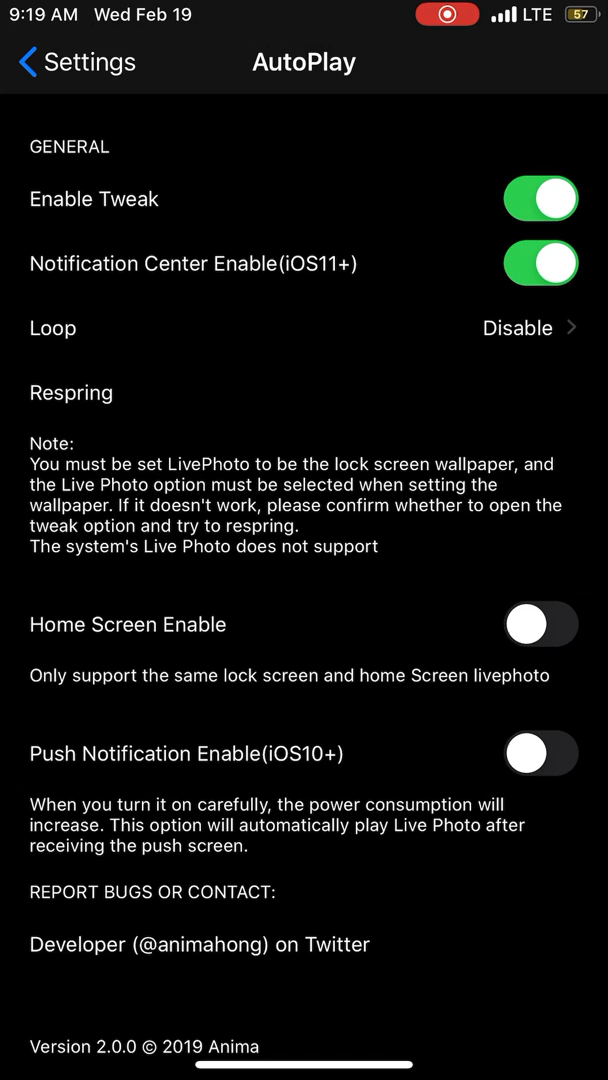 9:19 AM Wed Feb 19
LTE 57
Settings
AutoPlay
GENERAL
Enable Tweak
Notification Center Enable(iOS11+)
Loop Disable
Respring
Note:
You must be set LivePhoto to be the lock screen wallpaper, and
the Live Photo option must be selected when setting the
wallpaper. If it doesn't work, please confirm whether to open the
tweak option and try to respring.
The system's Live Photo does not support
Home Screen Enable
Only support the same lock screen and home Screen livephoto
Push Notification Enable(iOS10+)
When you turn it on carefully, the power consumption will
increase. This option will automatically play Live Photo after
receiving the push screen.
REPORT BUGS OR CONTACT:
Developer (@animahong) on Twitter
Version 2.0.0 © 2019 Anima